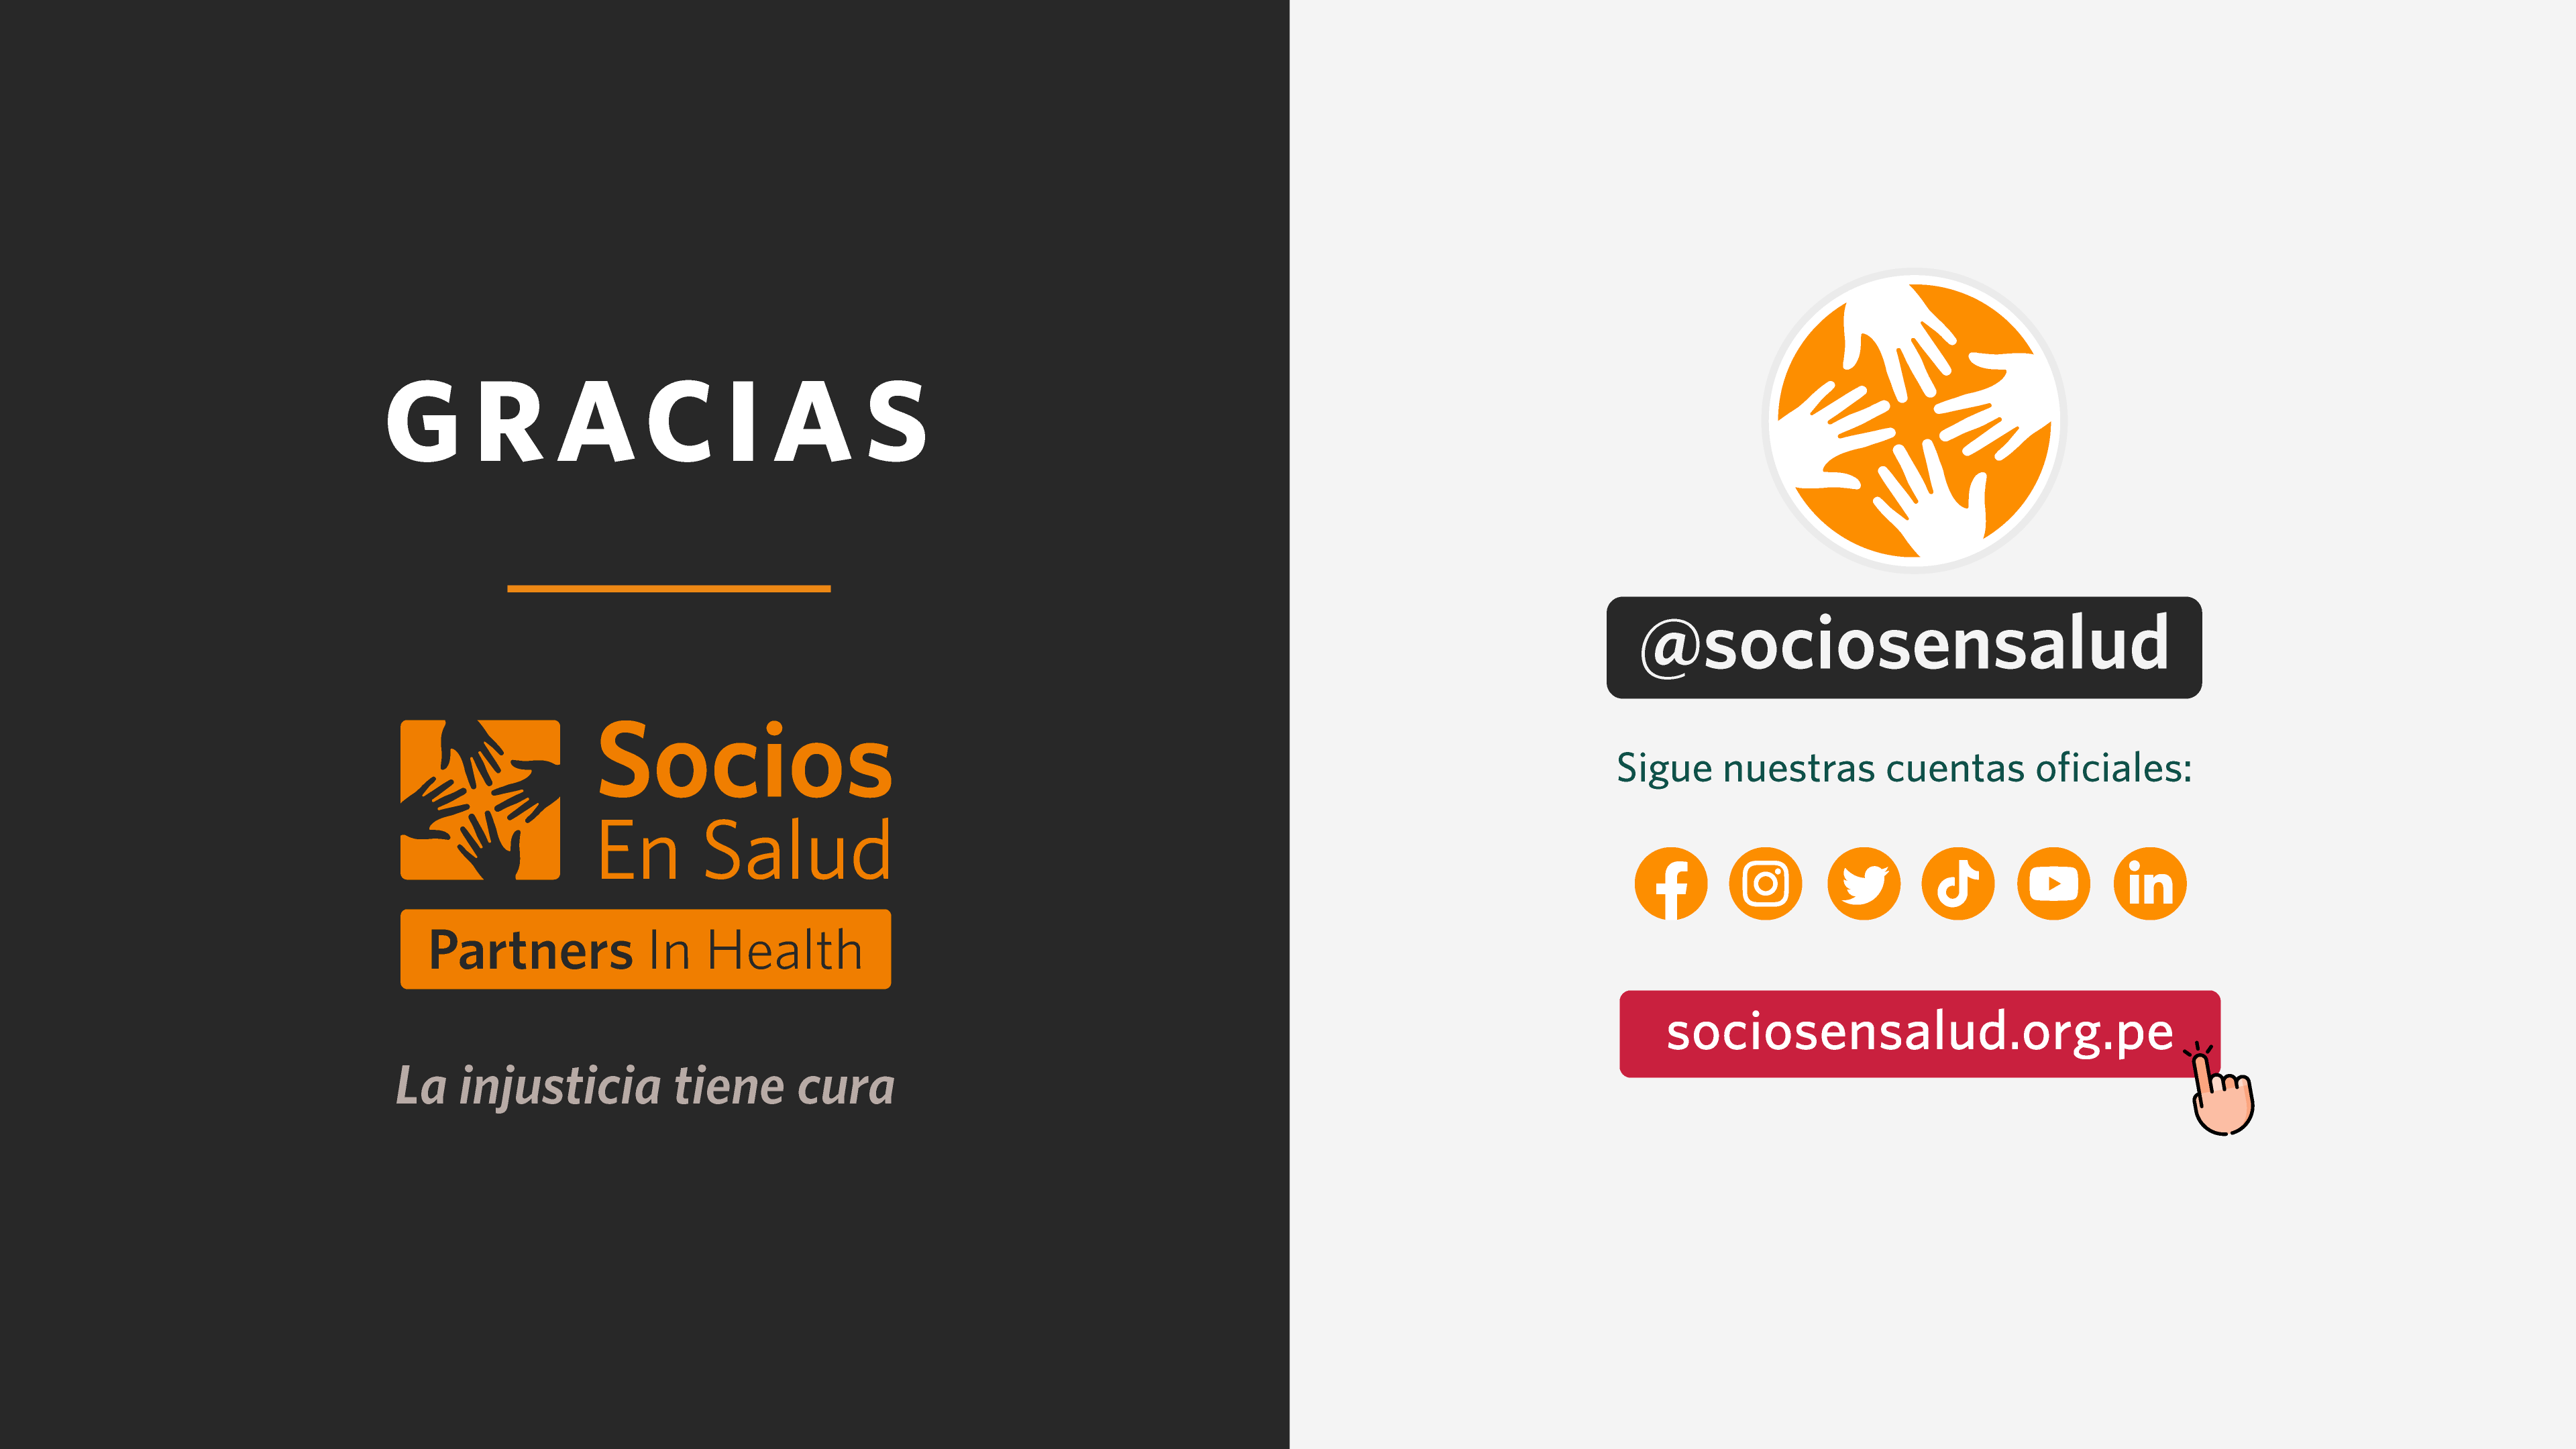 GRACIAS
Socios
En Salud
Partners In Health
La injusticia tiene cura
@sociosensalud
Sigue nuestras cuentas oficiales:
sociosensalud.org.pe